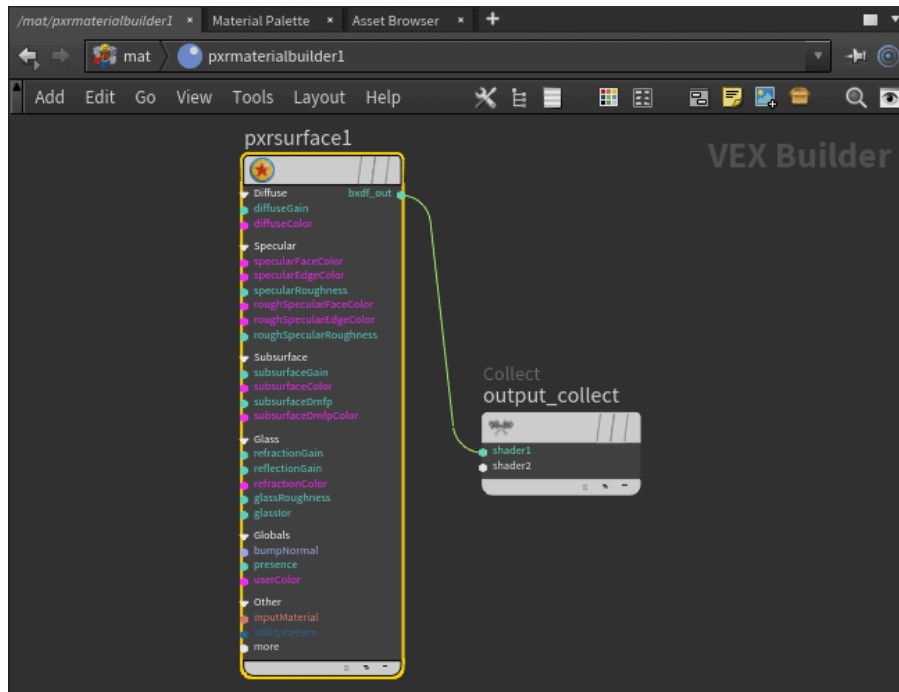 /mat/pxrmaterialbuilder1 × Material Palette × Asset Browser × +
mat pxrmaterialbuilder1
Add Edit Go View Tools Layout Help
VEX Builder
pxrsurface1
Diffuse bxdf_out
diffuseGain
diffuseColor
Specular
specularFaceColor
specularEdgeColor
specularRoughness
roughSpecularFaceColor
roughSpecularEdgeColor
roughSpecularRoughness
Subsurface
subsurfaceGain
subsurfaceColor
subsurfaceDmfp
subsurfaceDmfpColor
Glass
refractionGain
reflectionGain
refractionColor
glassRoughness
glassIor
Globals
bumpNormal
presence
userColor
Other
inputMaterial
utilityPattern
more
Collect
output_collect
shader1
shader2